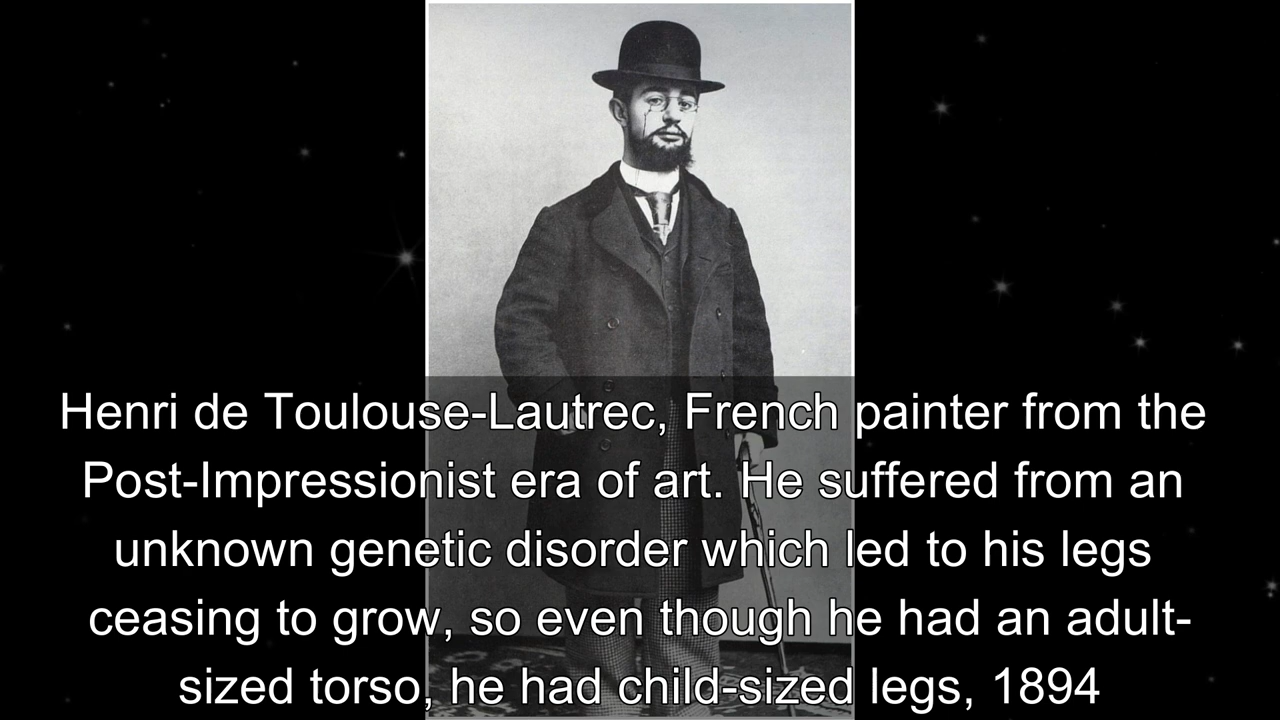 Henri de Toulouse-Lautrec, French painter from the
Post-Impressionist era of art. He suffered from an
unknown genetic disorder which led to his legs
ceasing to grow, so even though he had an adult-
sized torso, he had child-sized legs, 1894